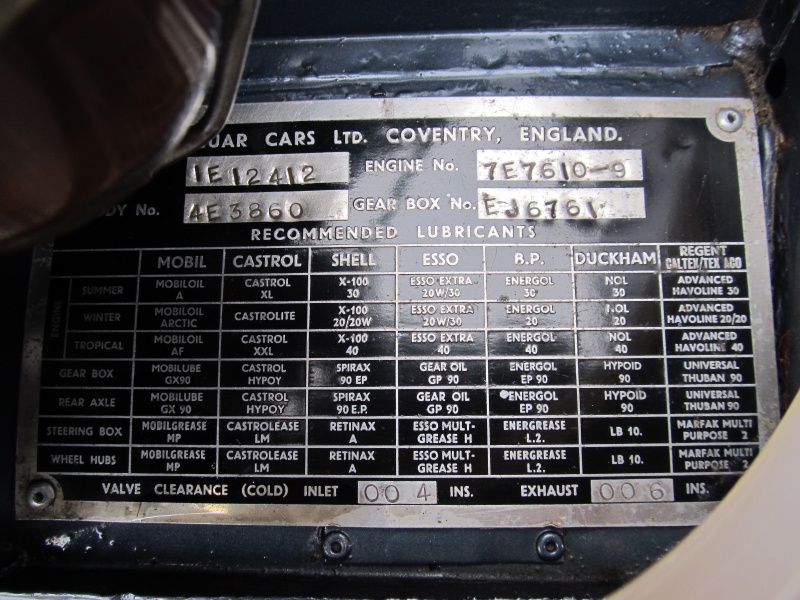 UAR CARS LTD. COVENTRY, ENGLAND.
1E12412 ENGINE No. 7E7610-9
DY No. 4E3860 GEAR BOX No. EJ6761
RECOMMENDED LUBRICANTS
MOBIL CASTROL SHELL ESSO B.P. DUCKHAM REGENT CALTEX/TEX AGO
ENGINE
SUMMER MOBILOIL A CASTROL XL X-100 30 ESSO EXTRA 20W/30 ENERGOL 30 NOL 30 ADVANCED HAVOLINE 30
WINTER MOBILOIL ARCTIC CASTROLITE X-100 20/20W ESSO EXTRA 20W/30 ENERGOL 20 NOL 20 ADVANCED HAVOLINE 20/20
TROPICAL MOBILOIL AF CASTROL XXL X-100 40 ESSO EXTRA 40 ENERGOL 40 NOL 40 ADVANCED HAVOLINE 40
GEAR BOX MOBILUBE GX90 CASTROL HYPOY SPIRAX 90 EP GEAR OIL GP 90 ENERGOL EP 90 HYPOID 90 UNIVERSAL THUBAN 90
REAR AXLE MOBILUBE GX 90 CASTROL HYPOY SPIRAX 90 E.P. GEAR OIL GP 90 ENERGOL EP 90 HYPOID 90 UNIVERSAL THUBAN 90
STEERING BOX MOBILGREASE MP CASTROLEASE LM RETINAX A ESSO MULT-GREASE H ENERGREASE L.2. LB 10. MARFAK MULTI PURPOSE 2
WHEEL HUBS MOBILGREASE MP CASTROLEASE LM RETINAX A ESSO MULT-GREASE H ENERGREASE L.2. LB 10. MARFAK MULTI PURPOSE 2
VALVE CLEARANCE (COLD) INLET 004 INS. EXHAUST 006 INS.